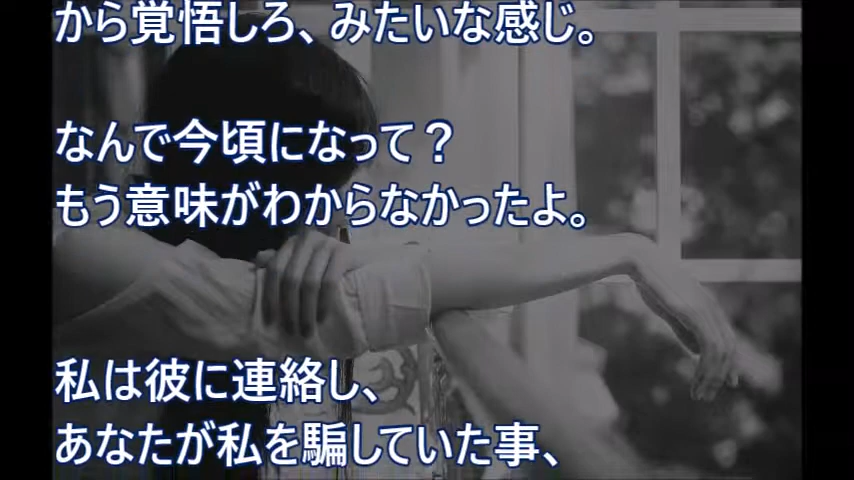 から覚悟しろ、みたいな感じ。
なんで今頃になって？
もう意味がわからなかったよ。
私は彼に連絡し、
あなたが私を騙していた事、